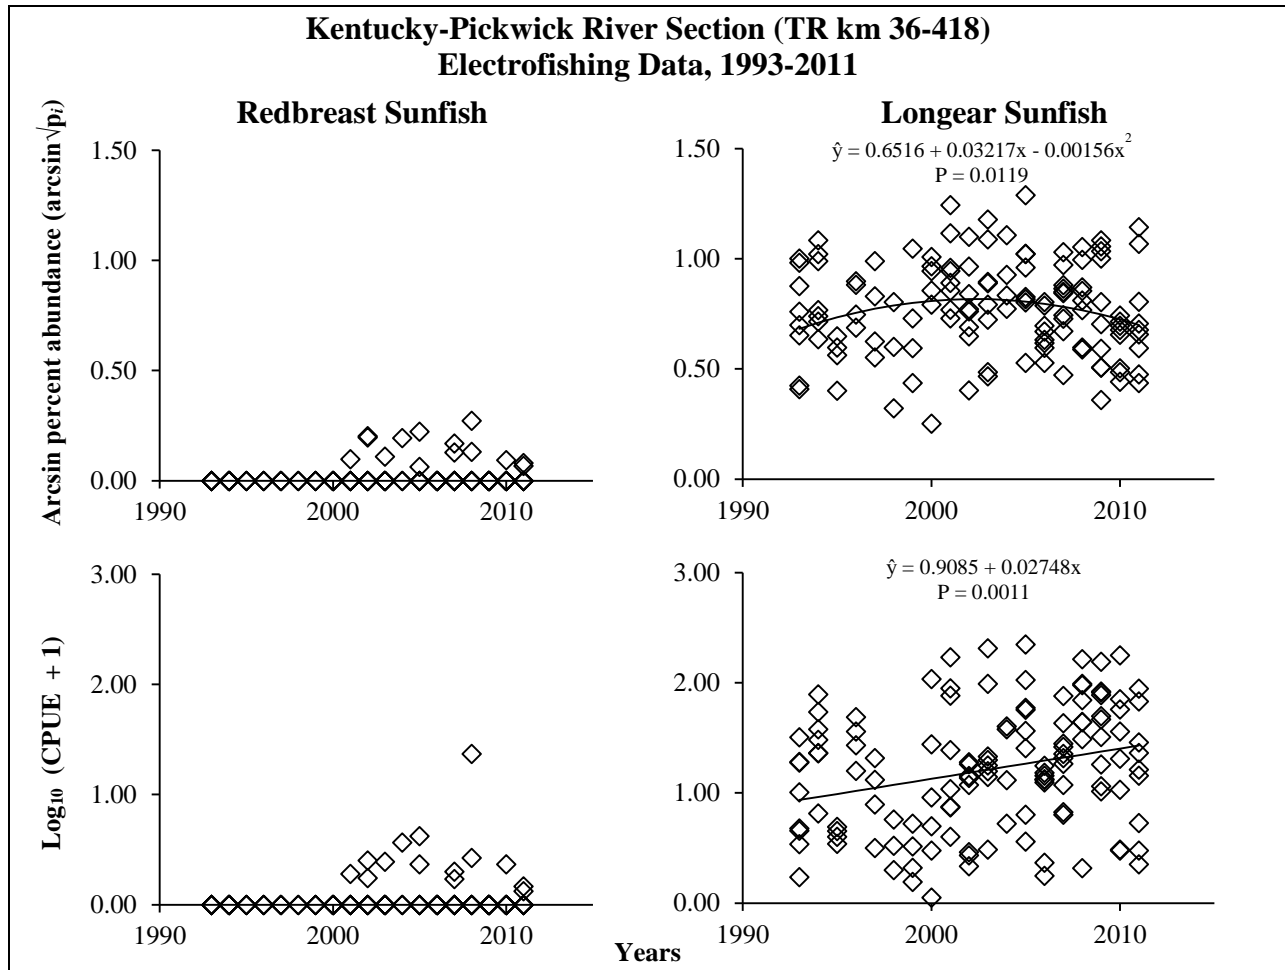 Kentucky-Pickwick River Section (TR km 36-418)
Electrofishing Data, 1993-2011
Redbreast Sunfish
Longear Sunfish
Arcsin percent abundance (arcsin√pi)
1.50
1.00
0.50
0.00
1990 2000 2010
ŷ = 0.6516 + 0.03217x - 0.00156x²
P = 0.0119
1.50
1.00
0.50
0.00
1990 2000 2010
Log₁₀ (CPUE + 1)
3.00
2.00
1.00
0.00
1990 2000 2010
ŷ = 0.9085 + 0.02748x
P = 0.0011
3.00
2.00
1.00
0.00
1990 2000 2010
Years